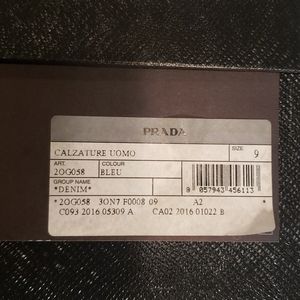 PRADA
CALZATURE UOMO
SIZE
9
ART.
COLOUR
2OG058
BLEU
GROUP NAME
*DENIM*
8 057943 456113
*2OG058 3ON7 F0008 09 A2
C093 2016 05309 A CA02 2016 01022 B